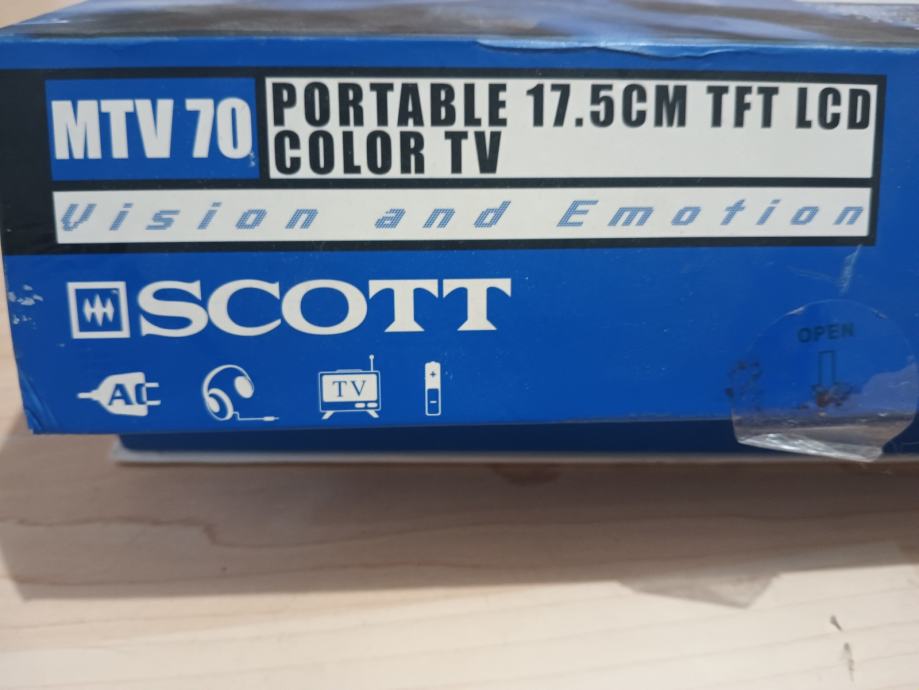 MTV 70
PORTABLE 17.5CM TFT LCD
COLOR TV
Vision and Emotion
SCOTT
OPEN
AC
TV